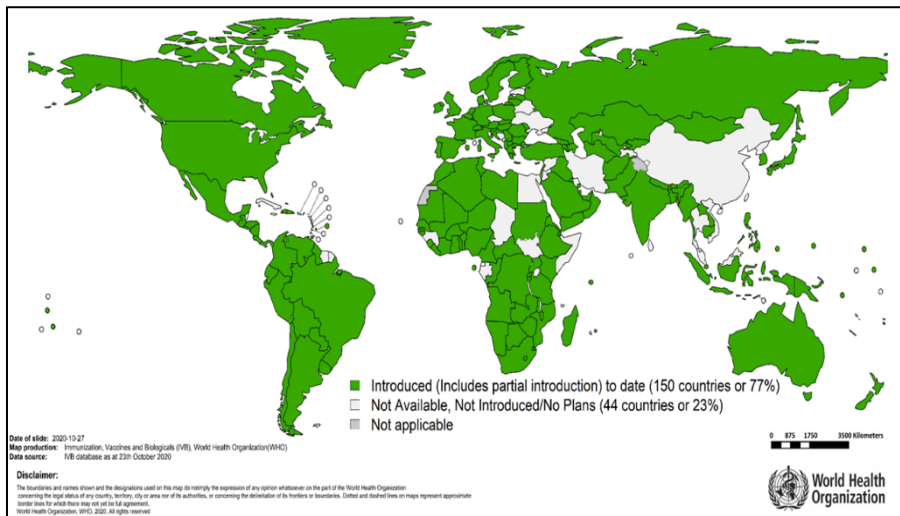 Introduced (Includes partial introduction) to date (150 countries or 77%)
Not Available, Not Introduced/No Plans (44 countries or 23%)
Not applicable
Date of slide: 2020-10-27
Map production: Immunization, Vaccines and Biologicals (IVB), World Health Organization(WHO)
Data source: IVB database as at 23th October 2020
0 875 1750 3500 Kilometers
Disclaimer:
The boundaries and names shown and the designations used on this map do notimply the expression of any opinion whatsoever on the part of the World Health Organization
concerning the legal status of any country, territory, city or area nor of its authorities, or concerning the delimitation of its frontiers or boundaries. Dotted and dashed lines on maps represent approximate
border lines for which there may not yet be full agreement.
World Health Organization, WHO, 2020. All rights reserved
World Health
Organization